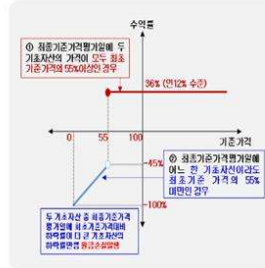 수익률
① 최종기준가격평가일에 두
기초자산의 가격이 모두 최초
기준가격의 55%이상인 경우
36% (연12% 수준)
0 55 100
기준가격
-45%
② 최종기준가격평가일에
어느 한 기초자산이라도
최초기준 가격의 55%
미만인 경우
-100%
두 기초자산 중 최종기준가격
평가일에 최초기준가격대비
하락률이 더 큰 기초자산의
하락률만큼 원금손실발생